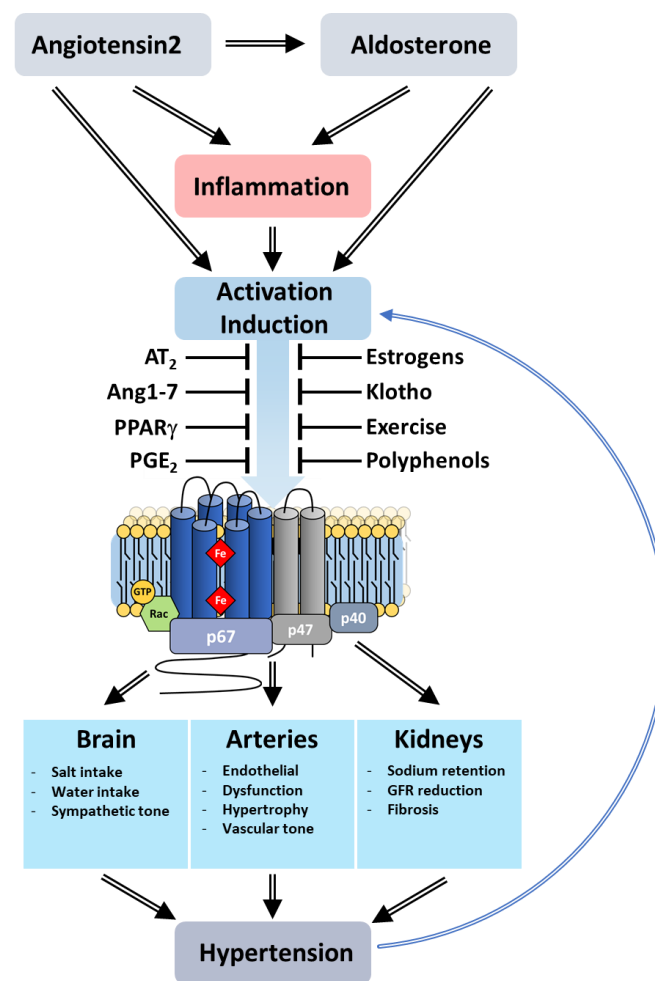 Angiotensin2
Aldosterone
Inflammation
Activation
Induction
AT₂
Estrogens
Ang1-7
Klotho
PPARγ
Exercise
PGE₂
Polyphenols
Fe
GTP
Fe
Rac
p67
p47
p40
Brain
- Salt intake
- Water intake
- Sympathetic tone
Arteries
- Endothelial
- Dysfunction
- Hypertrophy
- Vascular tone
Kidneys
- Sodium retention
- GFR reduction
- Fibrosis
Hypertension